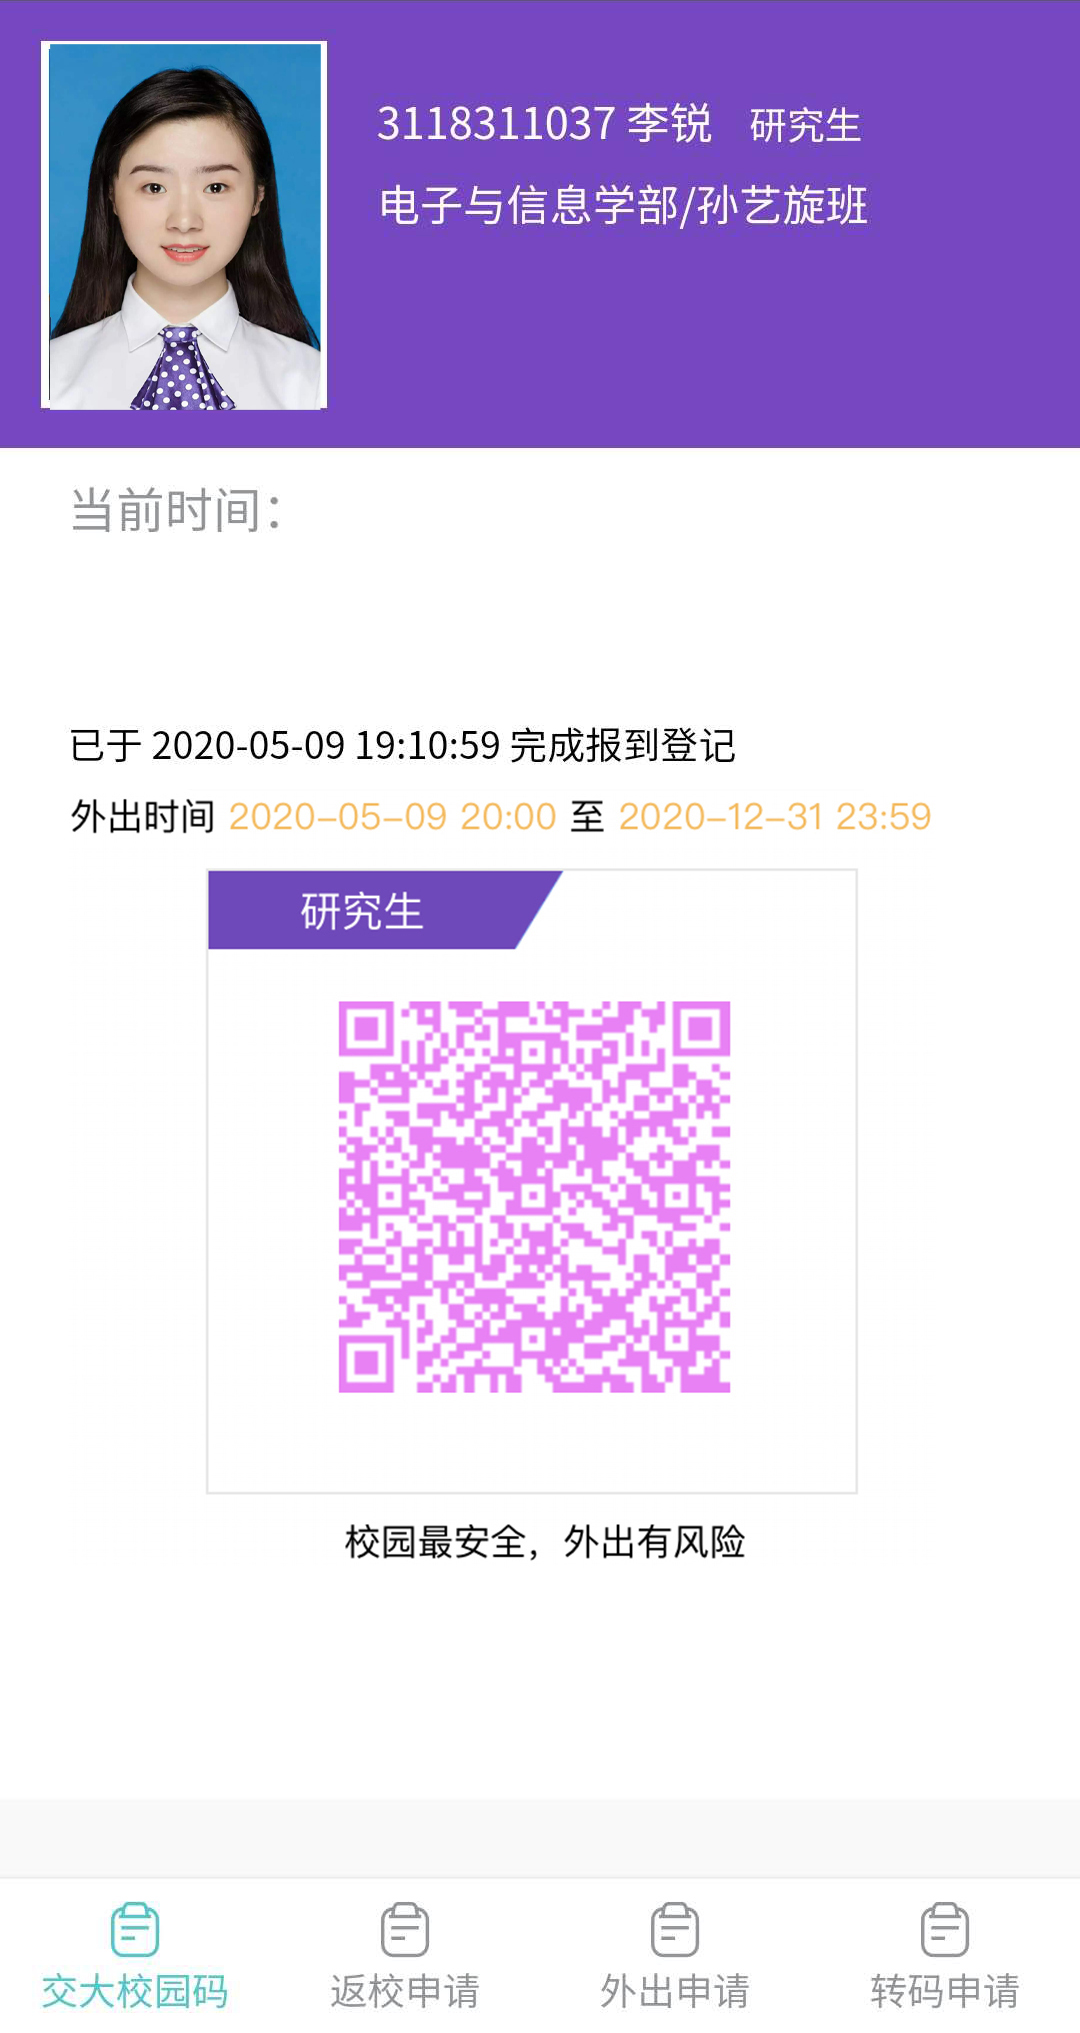 3118311037 李锐 研究生
电子与信息学部/孙艺旋班
当前时间：
已于 2020-05-09 19:10:59 完成报到登记
外出时间 2020-05-09 20:00 至 2020-12-31 23:59
研究生
校园最安全，外出有风险
交大校园码 返校申请 外出申请 转码申请